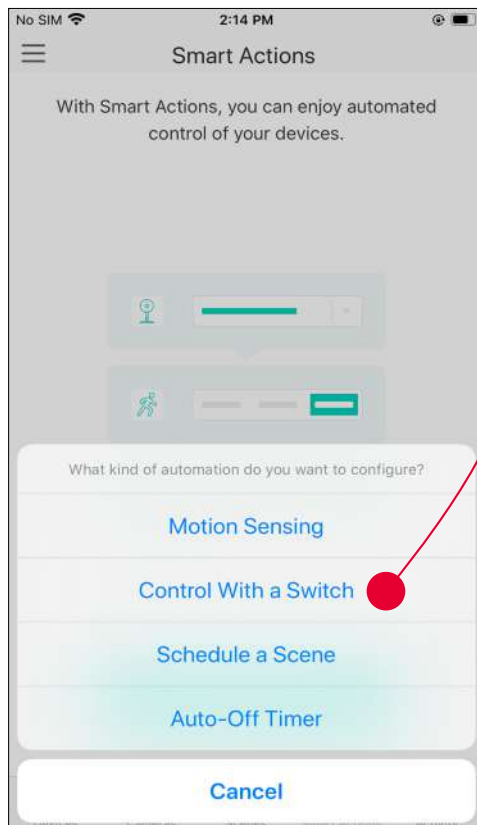 No SIM 2:14 PM
Smart Actions
With Smart Actions, you can enjoy automated
control of your devices.
What kind of automation do you want to configure?
Motion Sensing
Control With a Switch
Schedule a Scene
Auto-Off Timer
Cancel